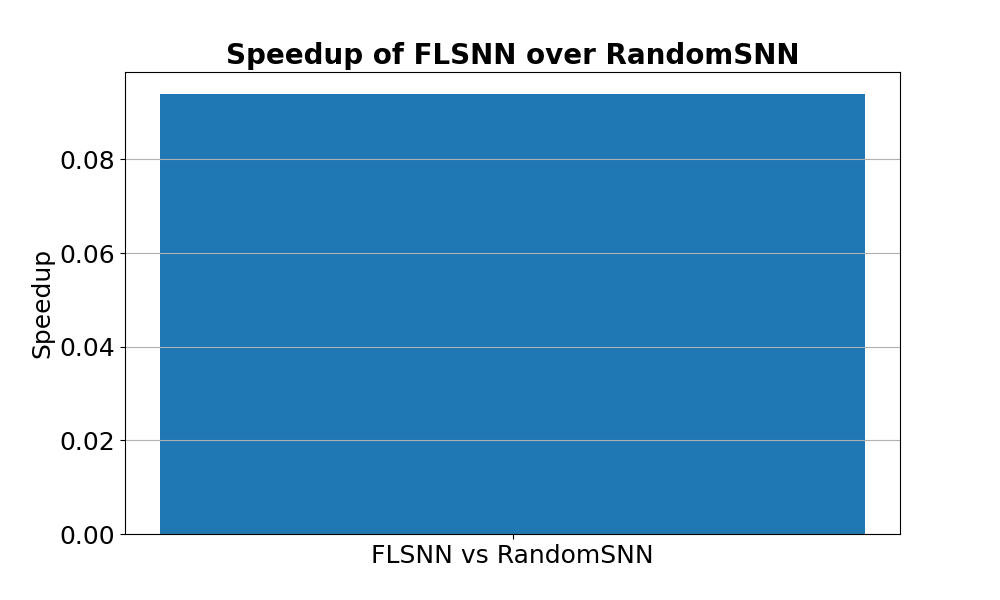 Speedup of FLSNN over RandomSNN
0.08
0.06
0.04
0.02
0.00
Speedup
FLSNN vs RandomSNN